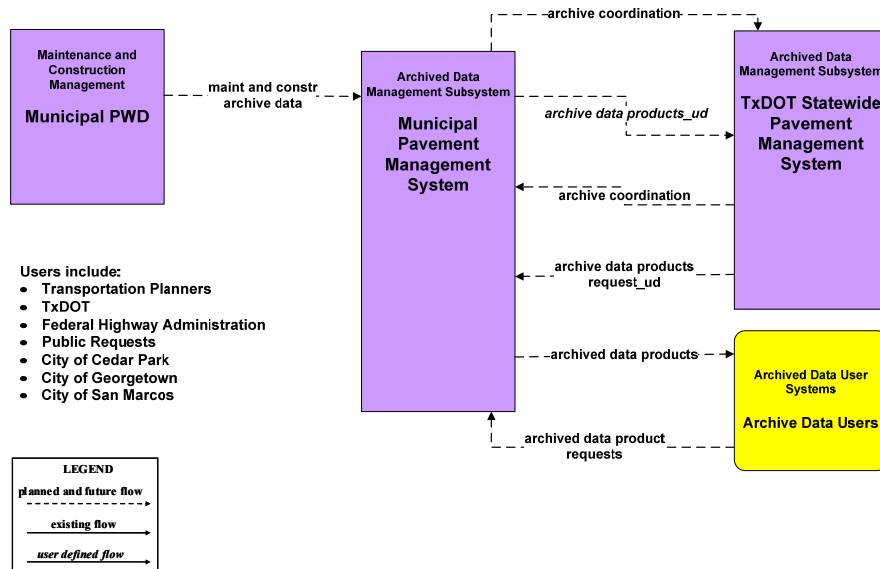 Maintenance and
Construction
Management
Municipal PWD
maint and constr
archive data
Archived Data
Management Subsystem
Municipal
Pavement
Management
System
archive coordination
archive data products_ud
archive coordination
archive data products
request_ud
archived data products
archived data product
requests
Archived Data
Management Subsystem
TxDOT Statewide
Pavement
Management
System
Archived Data User
Systems
Archive Data Users
Users include:
• Transportation Planners
• TxDOT
• Federal Highway Administration
• Public Requests
• City of Cedar Park
• City of Georgetown
• City of San Marcos
LEGEND
planned and future flow
existing flow
user defined flow